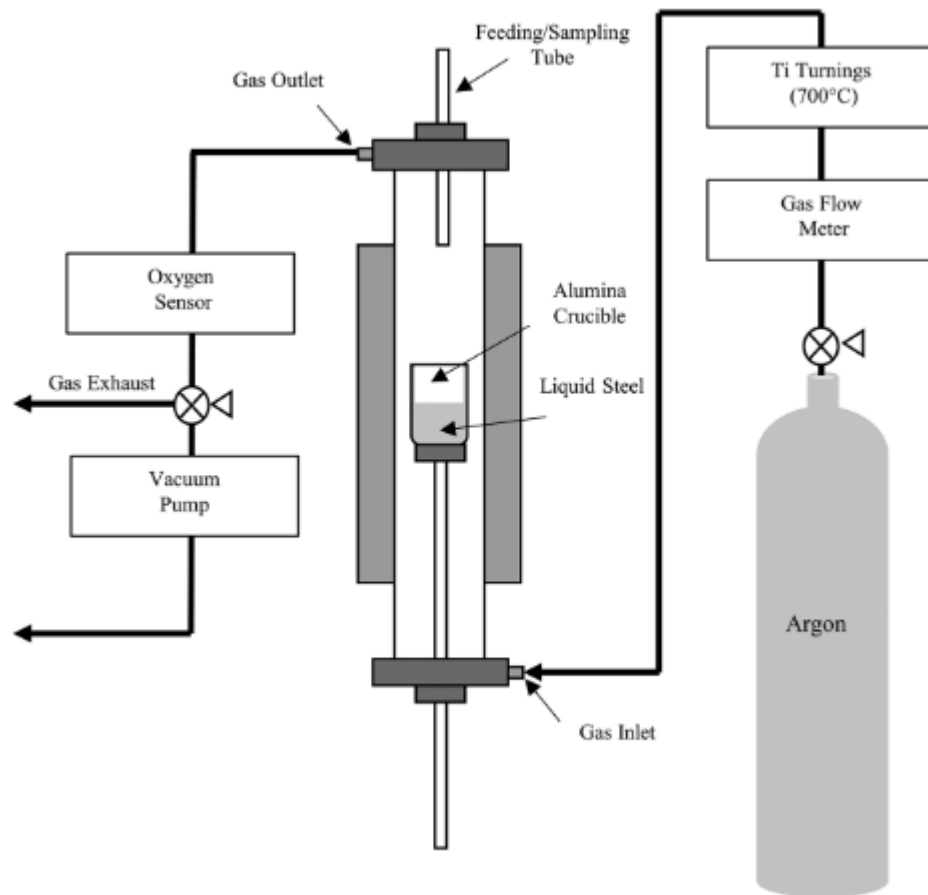 Feeding/Sampling
Tube
Gas Outlet
Ti Turnings
(700°C)
Gas Flow
Meter
Oxygen
Sensor
Alumina
Crucible
Gas Exhaust
Liquid Steel
Vacuum
Pump
Argon
Gas Inlet